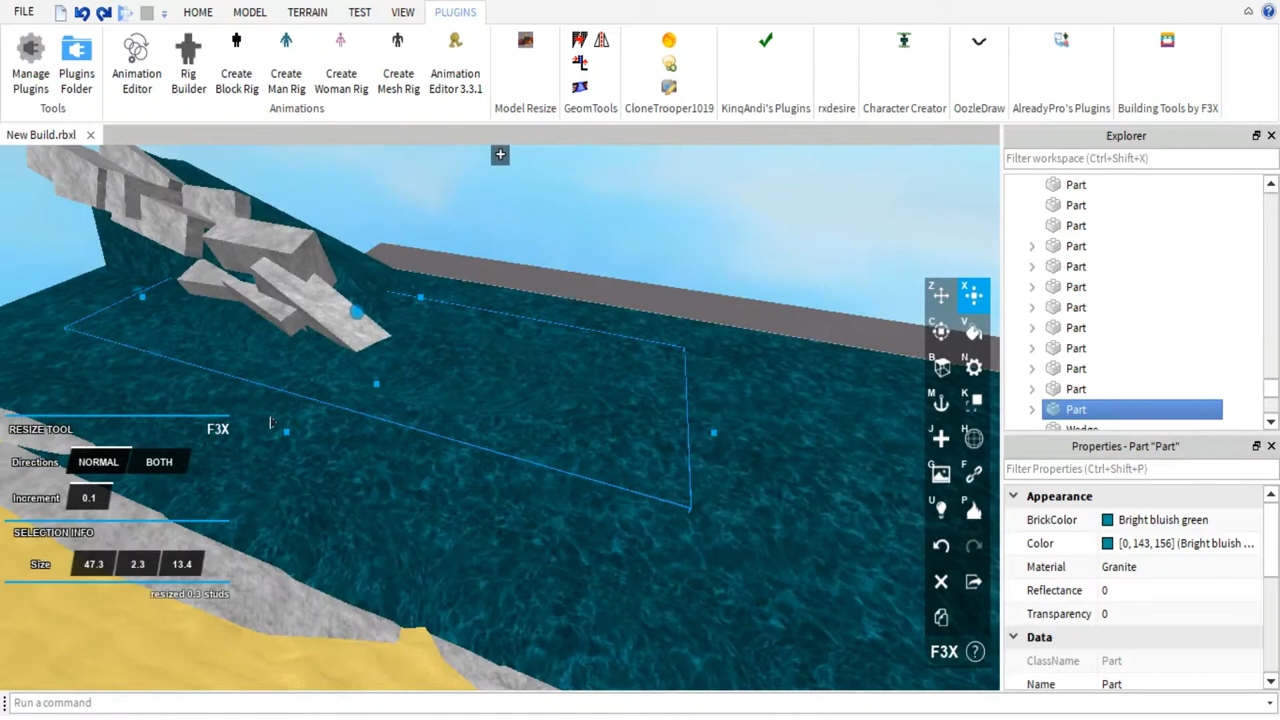 FILE HOME MODEL TERRAIN TEST VIEW PLUGINS
Manage Plugins
Plugins Folder
Tools
Animation Editor
Rig Builder
Create Block Rig
Create Man Rig
Create Woman Rig
Create Mesh Rig
Animation Editor 3.3.1
Animations
Model Resize
GeomTools
CloneTrooper1019
KinqAndi's Plugins
rxdesire
Character Creator
OozleDraw
AlreadyPro's Plugins
Building Tools by F3X
New Build.rbxl
Explorer
Filter workspace (Ctrl+Shift+X)
Part
Part
Part
Part
Part
Part
Part
Part
Part
Part
Part
Part
Wedge
Properties - Part "Part"
Filter Properties (Ctrl+Shift+P)
Appearance
BrickColor Bright bluish green
Color [0, 143, 156] (Bright bluish ...
Material Granite
Reflectance 0
Transparency 0
Data
ClassName Part
Name Part
Z X
C V
B N
M K
J H
G F
U P
F3X ?
RESIZE TOOL F3X
Directions NORMAL BOTH
Increment 0.1
SELECTION INFO
Size 47.3 2.3 13.4
resized 0.3 studs
Run a command